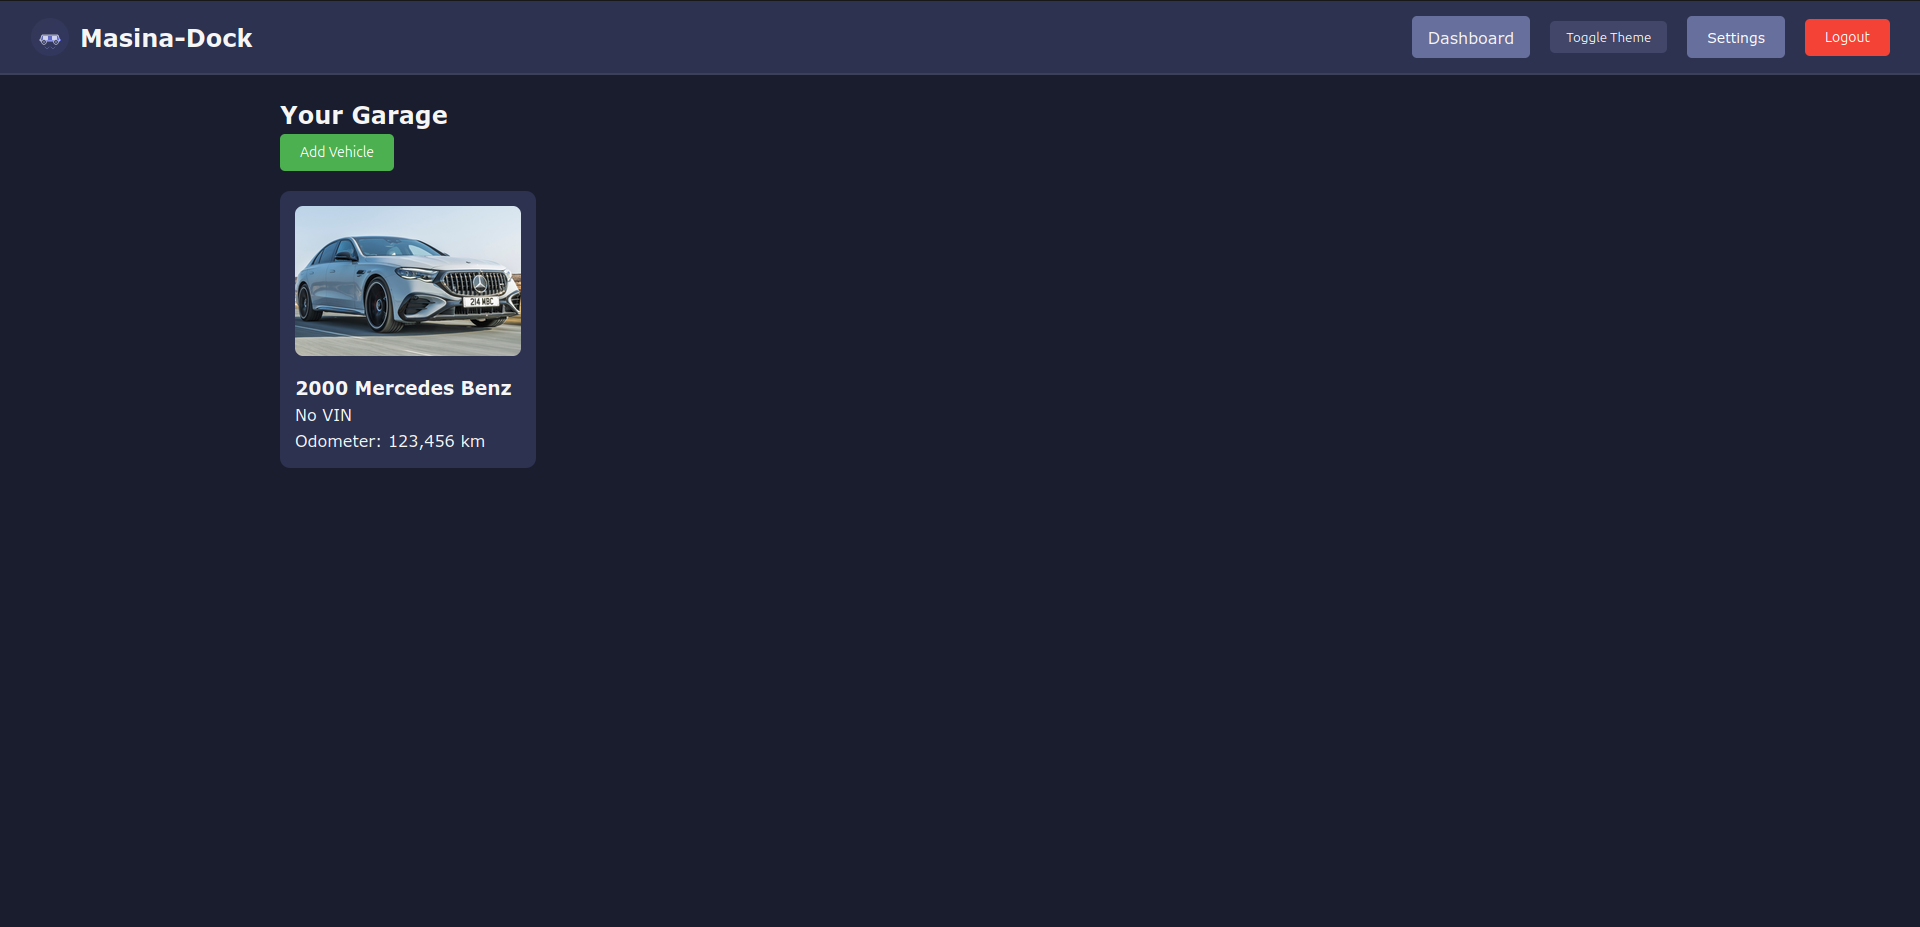 Masina-Dock
Dashboard
Toggle Theme
Settings
Logout
Your Garage
Add Vehicle
214 MBC
2000 Mercedes Benz
No VIN
Odometer: 123,456 km